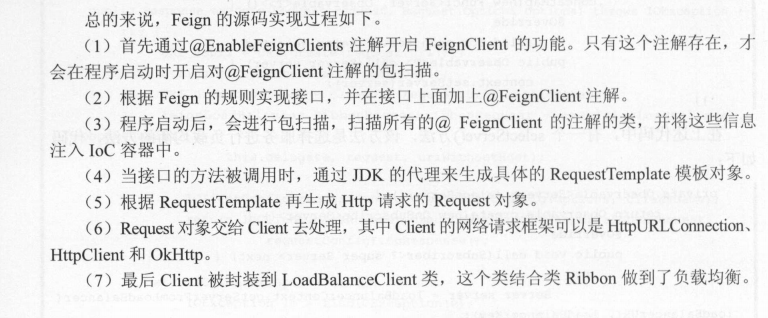 总的来说，Feign 的源码实现过程如下。
（1）首先通过@EnableFeignClients 注解开启 FeignClient 的功能。只有这个注解存在，才
会在程序启动时开启对@FeignClient 注解的包扫描。
（2）根据 Feign 的规则实现接口，并在接口上面加上@FeignClient 注解。
（3）程序启动后，会进行包扫描，扫描所有的@ FeignClient 的注解的类，并将这些信息
注入 IoC 容器中。
（4）当接口的方法被调用时，通过 JDK 的代理来生成具体的 RequestTemplate 模板对象。
（5）根据 RequestTemplate 再生成 Http 请求的 Request 对象。
（6）Request 对象交给 Client 去处理，其中 Client 的网络请求框架可以是 HttpURLConnection、
HttpClient 和 OkHttp。
（7）最后 Client 被封装到 LoadBalanceClient 类，这个类结合类 Ribbon 做到了负载均衡。